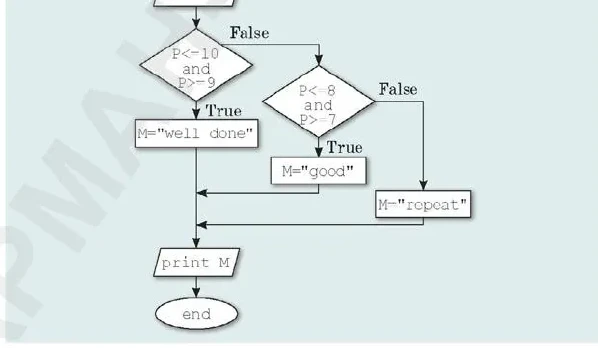 False
P<=10
and
P>=9
P<=8
and
P>=7
False
True
M="well done"
True
M="good"
M="repeat"
print M
end